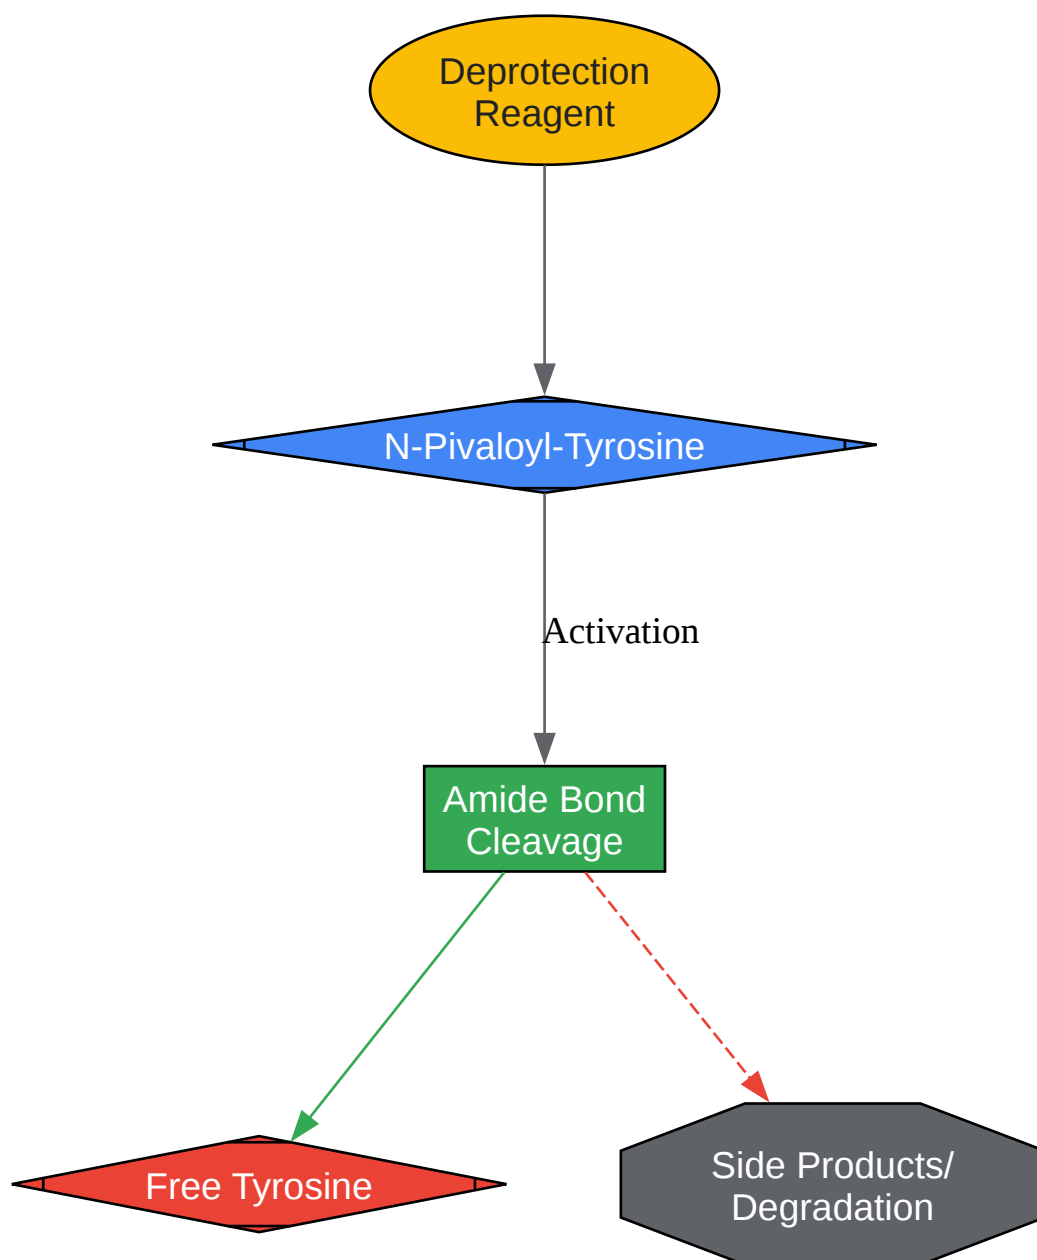 Deprotection
Reagent
N-Pivaloyl-Tyrosine
Activation
Amide Bond
Cleavage
Free Tyrosine
Side Products/
Degradation